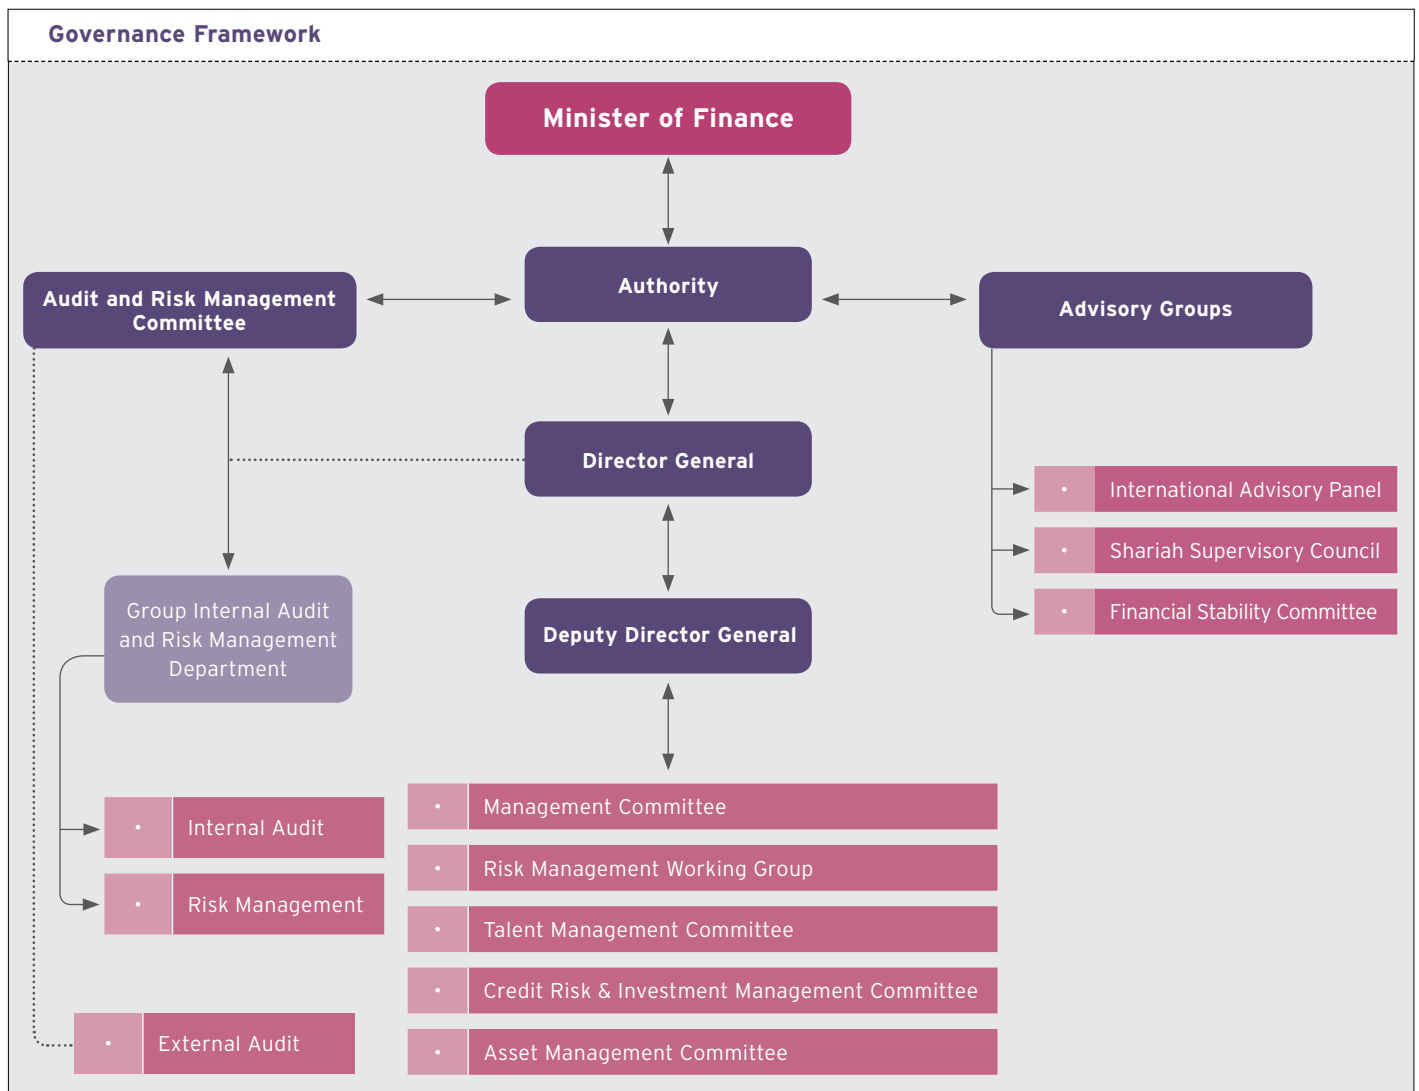 Governance Framework
Minister of Finance
Authority
Audit and Risk Management
Committee
Advisory Groups
Director General
International Advisory Panel
Shariah Supervisory Council
Financial Stability Committee
Group Internal Audit
and Risk Management
Department
Deputy Director General
Internal Audit
Risk Management
External Audit
Management Committee
Risk Management Working Group
Talent Management Committee
Credit Risk & Investment Management Committee
Asset Management Committee